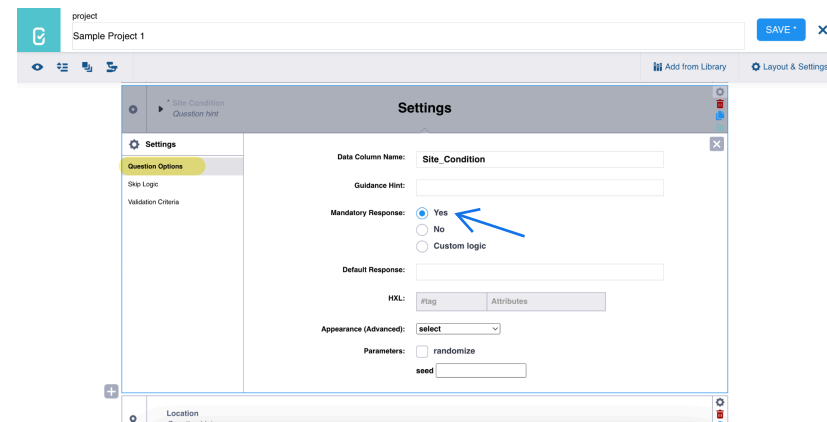 project
Sample Project 1
SAVE *
Add from Library
Layout & Settings
* Site Condition
Question hint
Settings
Settings
Question Options
Skip Logic
Validation Criteria
Data Column Name:
Site_Condition
Guidance Hint:
Mandatory Response:
Yes
No
Custom logic
Default Response:
HXL:
#tag
Attributes
Appearance (Advanced):
select
Parameters:
randomize
seed
Location